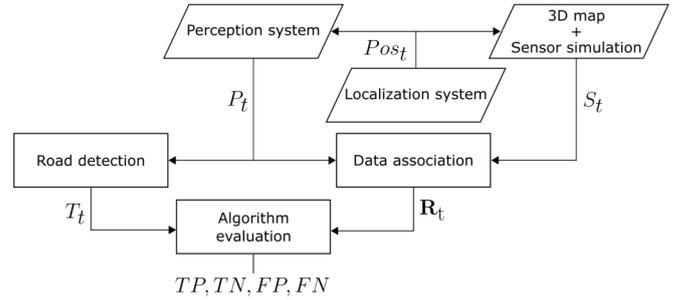 Perception system
3D map
+
Sensor simulation
Pos_t
Localization system
P_t
S_t
Road detection
Data association
T_t
R_t
Algorithm
evaluation
TP, TN, FP, FN